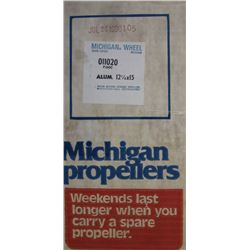 MICHIGAN WHEEL
011020
ALUM. 12¼x15
Michigan
propellers
Weekends last
longer when you
carry a spare
propeller.